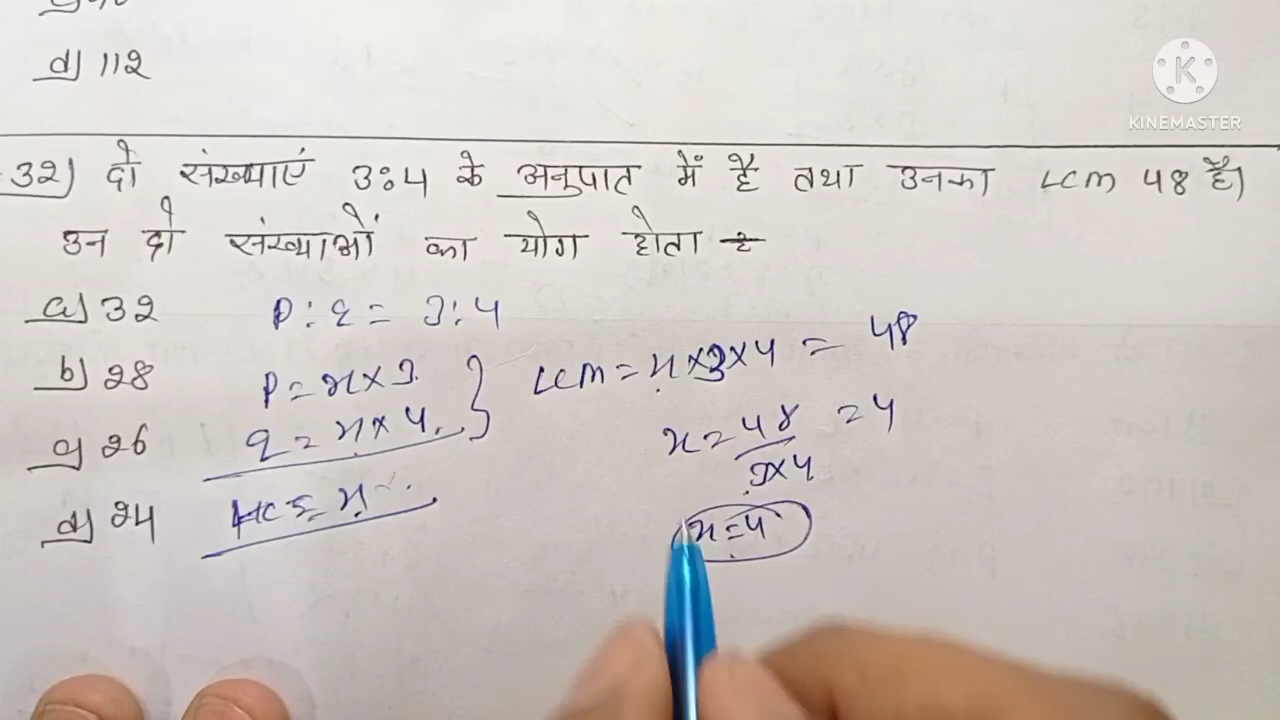 d) 112
KINEMASTER
32) दो संख्याएं 3:4 के अनुपात में है तथा उनका LCM 48 है।
उन दो संख्याओं का योग होता है
a) 32
b) 28
c) 26
d) 24
P : q = 3:4
P = x × 3
q = x × 4
HCF = x
LCM = x × 3 × 4 = 48
x = 48 = 4
3 × 4
x = 4